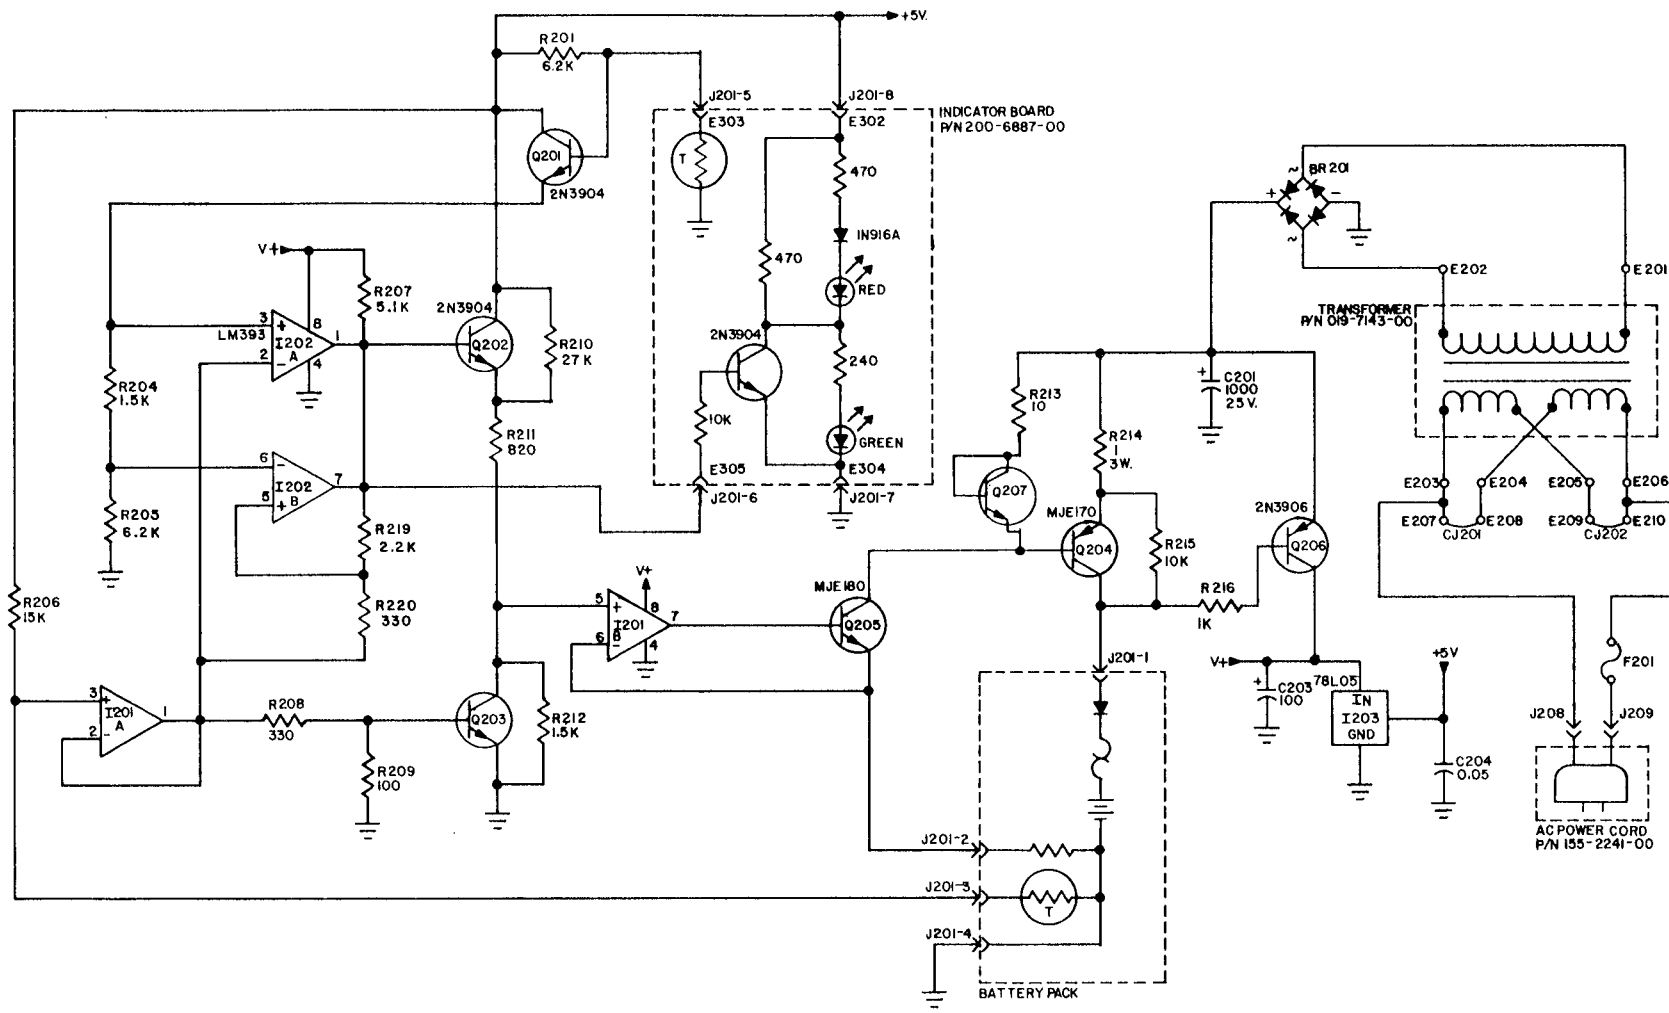 +5V.
R201
6.2K
J201-5
J201-8
INDICATOR BOARD
P/N 200-6887-00
E303
E302
Q201
2N3904
T
470
470
IN916A
RED
2N3904
240
10K
GREEN
E305
E304
J201-6
J201-7
V+
R207
5.1K
LM393
3
+
8
I202
A
1
2
-
4
2N3904
Q202
R210
27K
R204
1.5K
R211
820
6
-
I202
B
7
5
+
R205
6.2K
R219
2.2K
R220
330
R206
15K
3
+
I201
A
1
2
-
R208
330
R209
100
Q203
R212
1.5K
V+
5
+
8
I201
B
7
6
4
MJE180
Q205
R213
10
R214
1
3W.
Q207
MJE170
Q204
R215
10K
R216
1K
2N3906
Q206
+
C201
1000
25V.
BR201
~
+
-
~
E202
E201
TRANSFORMER
P/N 019-7143-00
E203
E204
E205
E206
E207
E208
E209
E210
CJ201
CJ202
J201-1
V+
+
C203
100
78L05
IN
I203
GND
+5V
C204
0.05
F201
J208
J209
AC POWER CORD
P/N 155-2241-00
J201-2
J201-3
T
J201-4
BATTERY PACK